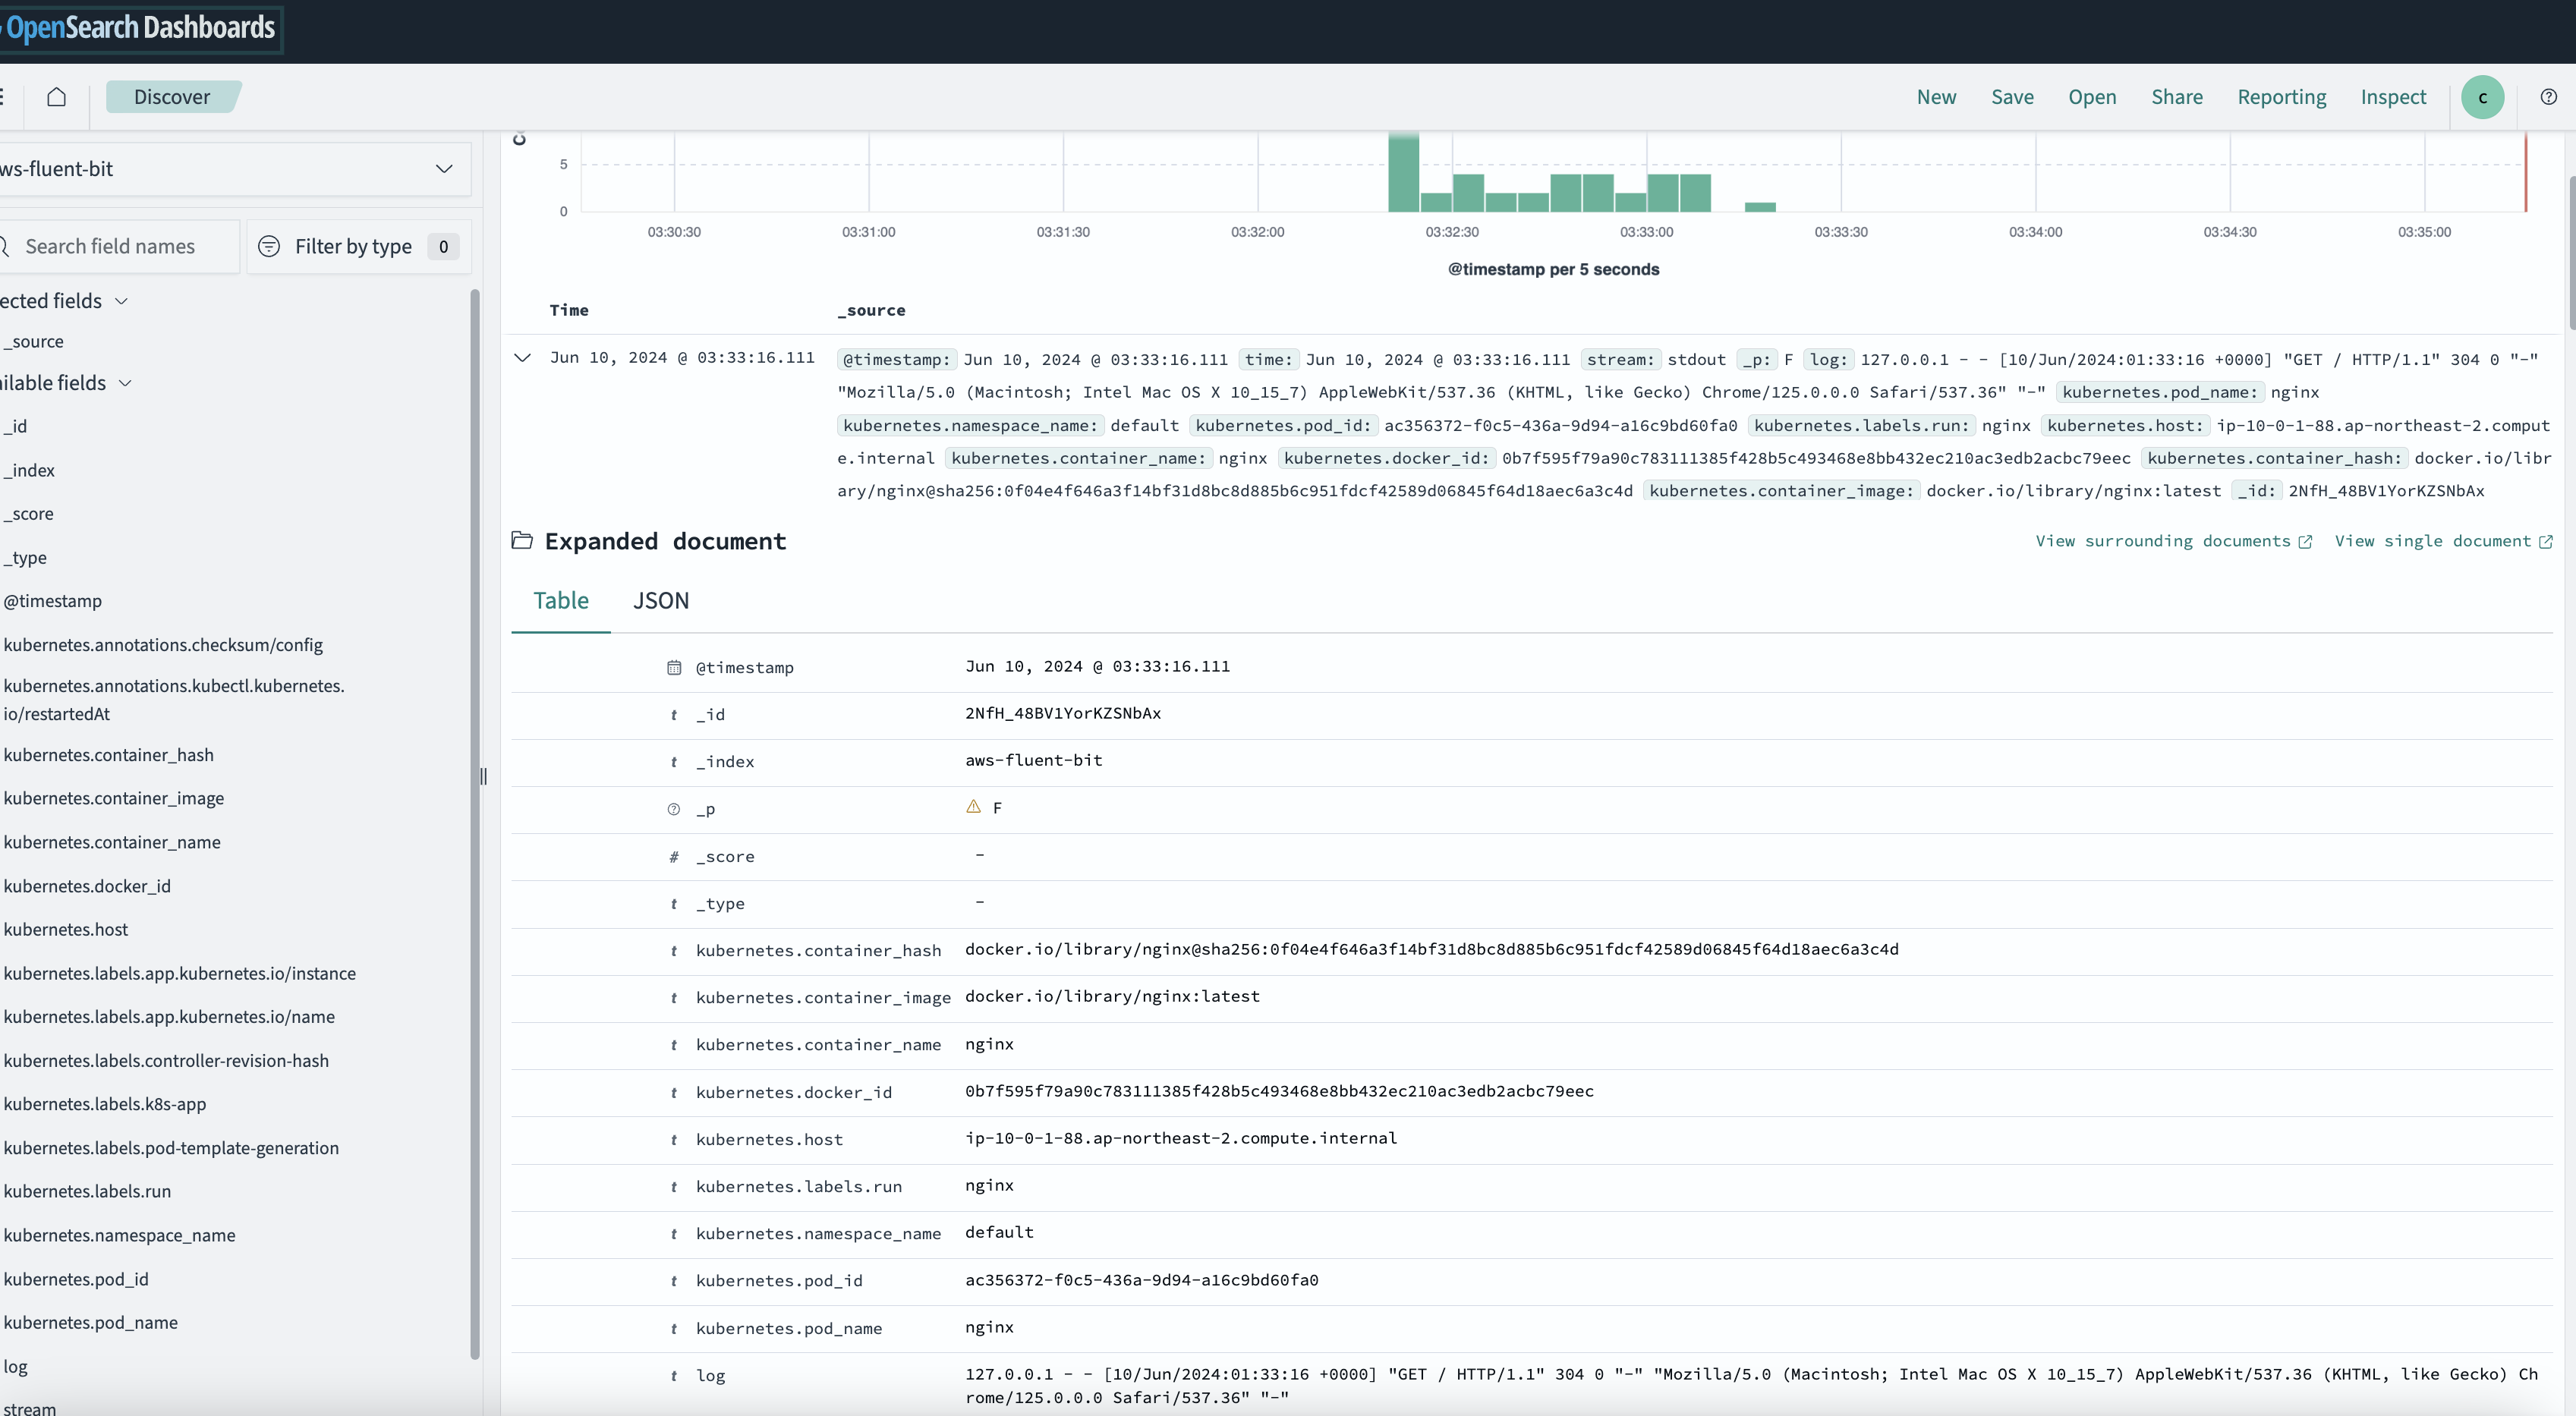 OpenSearch Dashboards
Discover
New Save Open Share Reporting Inspect c
ws-fluent-bit
Search field names
Filter by type 0
ected fields
_source
ilable fields
_id
_index
_score
_type
@timestamp
kubernetes.annotations.checksum/config
kubernetes.annotations.kubectl.kubernetes.
io/restartedAt
kubernetes.container_hash
kubernetes.container_image
kubernetes.container_name
kubernetes.docker_id
kubernetes.host
kubernetes.labels.app.kubernetes.io/instance
kubernetes.labels.app.kubernetes.io/name
kubernetes.labels.controller-revision-hash
kubernetes.labels.k8s-app
kubernetes.labels.pod-template-generation
kubernetes.labels.run
kubernetes.namespace_name
kubernetes.pod_id
kubernetes.pod_name
log
stream
5
0
03:30:30 03:31:00 03:31:30 03:32:00 03:32:30 03:33:00 03:33:30 03:34:00 03:34:30 03:35:00
@timestamp per 5 seconds
Time _source
Jun 10, 2024 @ 03:33:16.111 @timestamp: Jun 10, 2024 @ 03:33:16.111 time: Jun 10, 2024 @ 03:33:16.111 stream: stdout _p: F log: 127.0.0.1 - - [10/Jun/2024:01:33:16 +0000] "GET / HTTP/1.1" 304 0 "-"
"Mozilla/5.0 (Macintosh; Intel Mac OS X 10_15_7) AppleWebKit/537.36 (KHTML, like Gecko) Chrome/125.0.0.0 Safari/537.36" "-" kubernetes.pod_name: nginx
kubernetes.namespace_name: default kubernetes.pod_id: ac356372-f0c5-436a-9d94-a16c9bd60fa0 kubernetes.labels.run: nginx kubernetes.host: ip-10-0-1-88.ap-northeast-2.comput
e.internal kubernetes.container_name: nginx kubernetes.docker_id: 0b7f595f79a90c783111385f428b5c493468e8bb432ec210ac3edb2acbc79eec kubernetes.container_hash: docker.io/libr
ary/nginx@sha256:0f04e4f646a3f14bf31d8bc8d885b6c951fdcf42589d06845f64d18aec6a3c4d kubernetes.container_image: docker.io/library/nginx:latest _id: 2NfH_48BV1YorKZSNbAx
Expanded document
View surrounding documents View single document
Table JSON
@timestamp Jun 10, 2024 @ 03:33:16.111
t _id 2NfH_48BV1YorKZSNbAx
t _index aws-fluent-bit
_p F
# _score -
t _type -
t kubernetes.container_hash docker.io/library/nginx@sha256:0f04e4f646a3f14bf31d8bc8d885b6c951fdcf42589d06845f64d18aec6a3c4d
t kubernetes.container_image docker.io/library/nginx:latest
t kubernetes.container_name nginx
t kubernetes.docker_id 0b7f595f79a90c783111385f428b5c493468e8bb432ec210ac3edb2acbc79eec
t kubernetes.host ip-10-0-1-88.ap-northeast-2.compute.internal
t kubernetes.labels.run nginx
t kubernetes.namespace_name default
t kubernetes.pod_id ac356372-f0c5-436a-9d94-a16c9bd60fa0
t kubernetes.pod_name nginx
t log 127.0.0.1 - - [10/Jun/2024:01:33:16 +0000] "GET / HTTP/1.1" 304 0 "-" "Mozilla/5.0 (Macintosh; Intel Mac OS X 10_15_7) AppleWebKit/537.36 (KHTML, like Gecko) Ch
rome/125.0.0.0 Safari/537.36" "-"